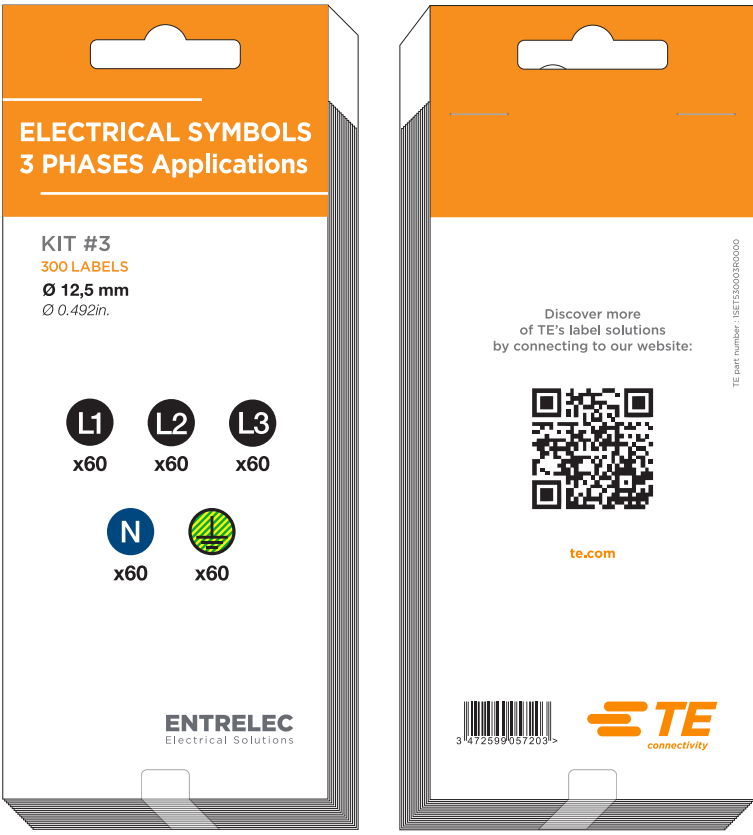 ELECTRICAL SYMBOLS
3 PHASES Applications
KIT #3
300 LABELS
Ø 12,5 mm
Ø 0.492in.
L1 L2 L3
x60 x60 x60
N
x60 x60
ENTRELEC
Electrical Solutions
Discover more
of TE's label solutions
by connecting to our website:
te.com
TE part number : 1SET530003R0000
3 472599 057203 >
TE
connectivity